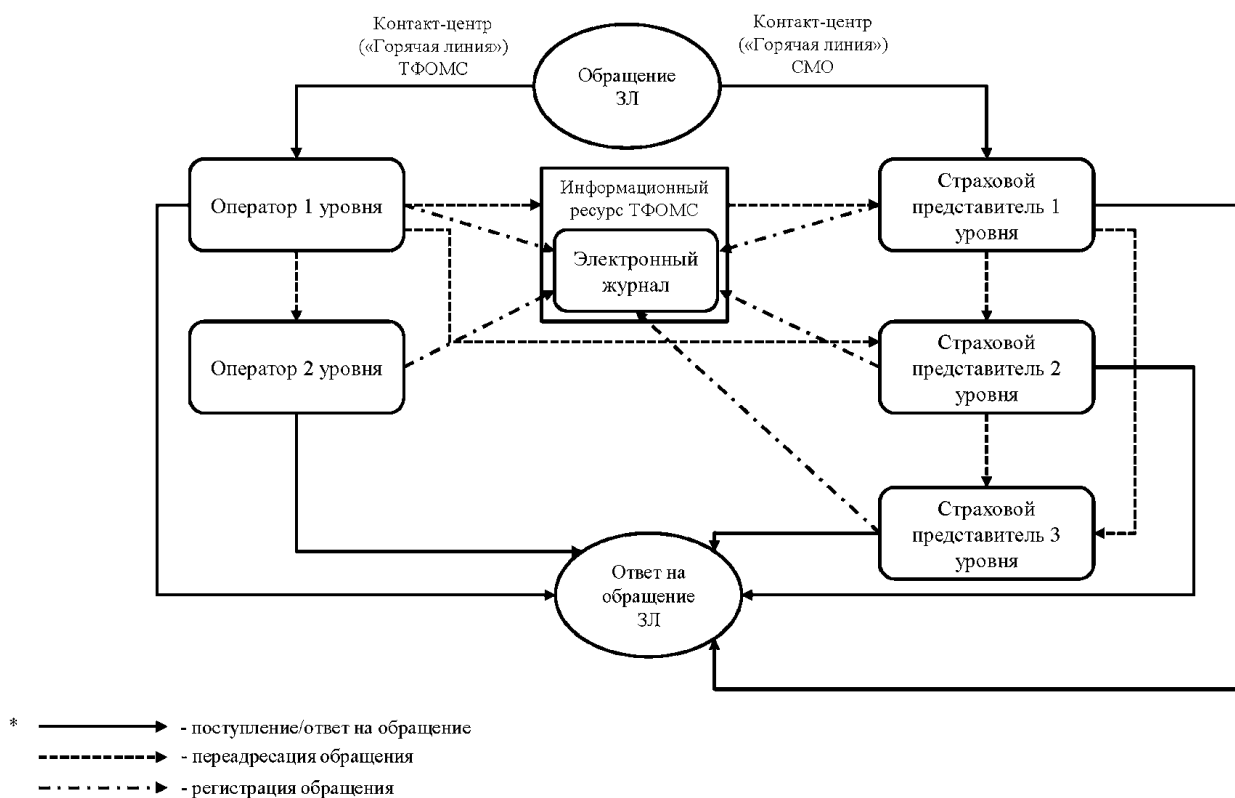 Контакт-центр
(«Горячая линия»)
ТФОМС
Обращение
ЗЛ
Контакт-центр
(«Горячая линия»)
СМО
Оператор 1 уровня
Информационный
ресурс ТФОМС
Электронный
журнал
Страховой
представитель 1
уровня
Оператор 2 уровня
Страховой
представитель 2
уровня
Страховой
представитель 3
уровня
Ответ на
обращение
ЗЛ
* - поступление/ответ на обращение
- переадресация обращения
- регистрация обращения